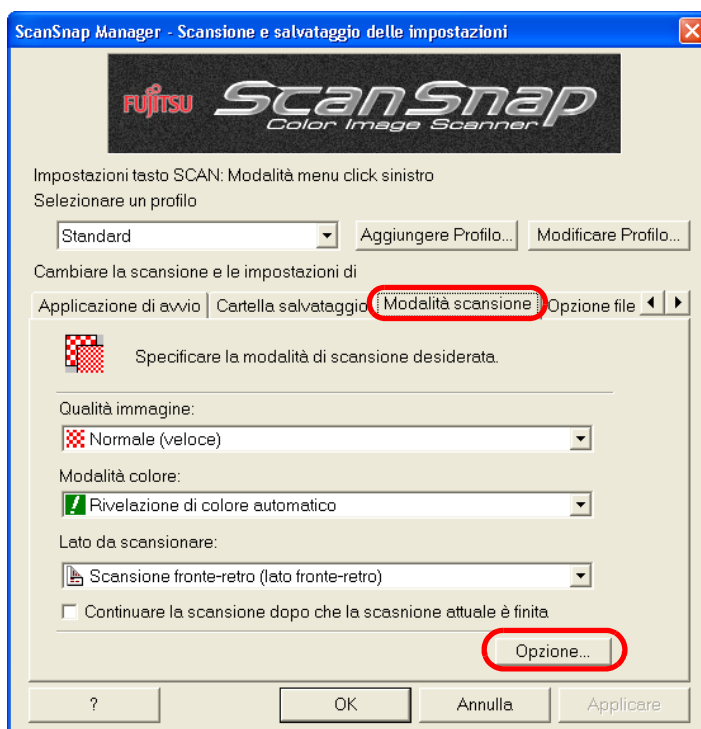 ScanSnap Manager - Scansione e salvataggio delle impostazioni
FUJITSU ScanSnap
Color Image Scanner
Impostazioni tasto SCAN: Modalità menu click sinistro
Selezionare un profilo
Standard Aggiungere Profilo... Modificare Profilo...
Cambiare la scansione e le impostazioni di
Applicazione di avvio Cartella salvataggio Modalità scansione Opzione file
Specificare la modalità di scansione desiderata.
Qualità immagine:
Normale (veloce)
Modalità colore:
Rivelazione di colore automatico
Lato da scansionare:
Scansione fronte-retro (lato fronte-retro)
Continuare la scansione dopo che la scasnione attuale è finita
Opzione...
? OK Annulla Applicare